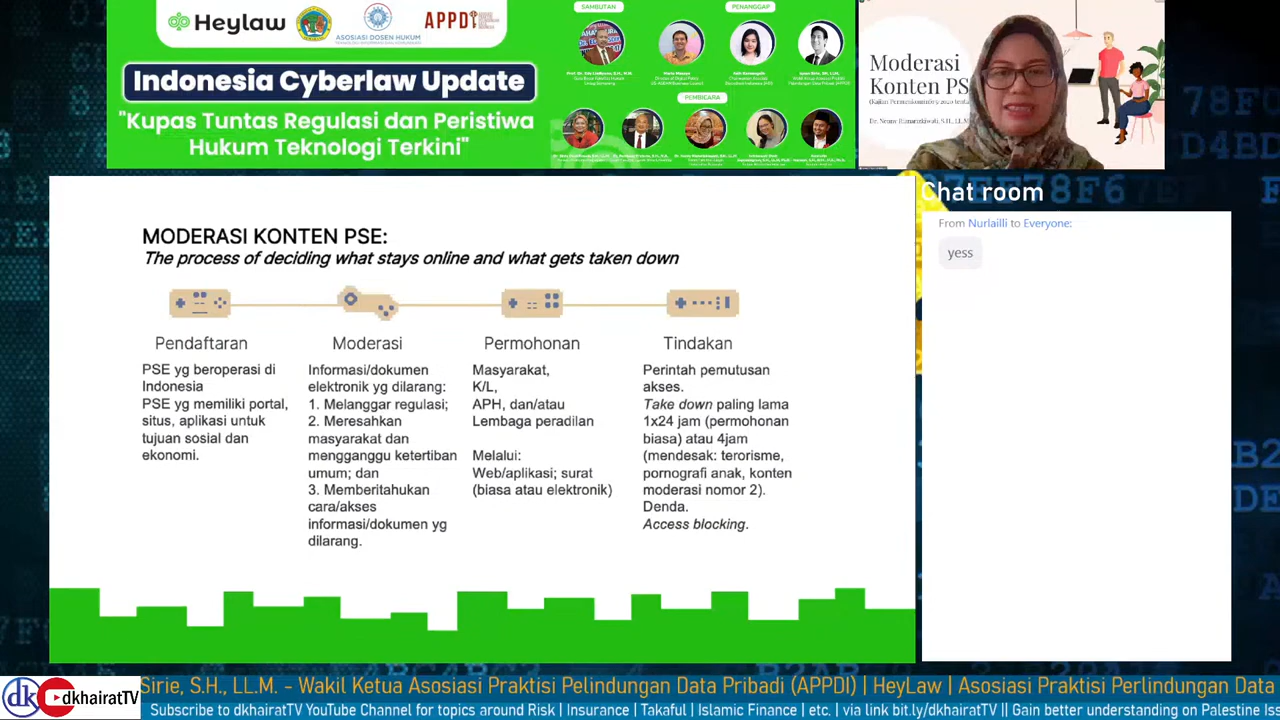 Heylaw
ASOSIASI DOSEN HUKUM
APPDI
Indonesia Cyberlaw Update
"Kupas Tuntas Regulasi dan Peristiwa
Hukum Teknologi Terkini"
SAMBUTAN
PENANGGAP
PEMBICARA
Moderasi
Konten PS
Chat room
From Nurlailli to Everyone:
yess
MODERASI KONTEN PSE:
The process of deciding what stays online and what gets taken down
Pendaftaran
PSE yg beroperasi di
Indonesia
PSE yg memiliki portal,
situs, aplikasi untuk
tujuan sosial dan
ekonomi.
Moderasi
Informasi/dokumen
elektronik yg dilarang:
1. Melanggar regulasi;
2. Meresahkan
masyarakat dan
mengganggu ketertiban
umum; dan
3. Memberitahukan
cara/akses
informasi/dokumen yg
dilarang.
Permohonan
Masyarakat,
K/L,
APH, dan/atau
Lembaga peradilan
Melalui:
Web/aplikasi; surat
(biasa atau elektronik)
Tindakan
Perintah pemutusan
akses.
Take down paling lama
1x24 jam (permohonan
biasa) atau 4jam
(mendesak: terorisme,
pornografi anak, konten
moderasi nomor 2).
Denda.
Access blocking.
dk dkhairatTV
Sirie, S.H., LL.M. - Wakil Ketua Asosiasi Praktisi Pelindungan Data Pribadi (APPDI) | HeyLaw | Asosiasi Praktisi Perlindungan Data
Subscribe to dkhairatTV YouTube Channel for topics around Risk | Insurance | Takaful | Islamic Finance | etc. | via link bit.ly/dkhairatTV || Gain better understanding on Palestine Iss